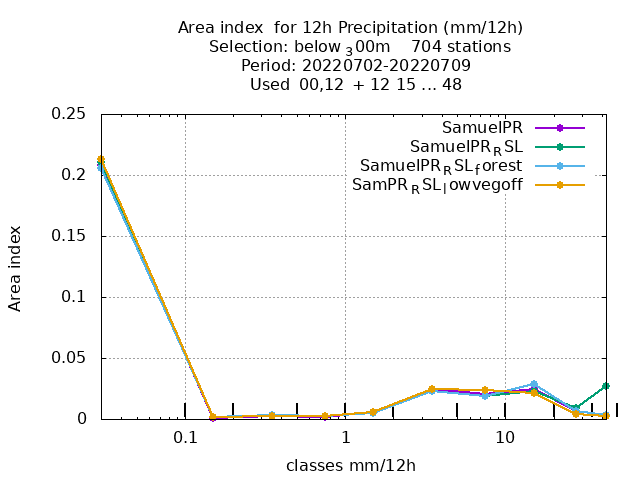 Area index for 12h Precipitation (mm/12h)
Selection: below 300m 704 stations
Period: 20220702-20220709
Used 00,12 + 12 15 ... 48
0.25
0.2
0.15
0.1
0.05
0
Area index
SamuelPR
SamuelPRRSL
SamuelPRRSLforest
SamPRRSLlowvegoff
0.1
1
10
classes mm/12h